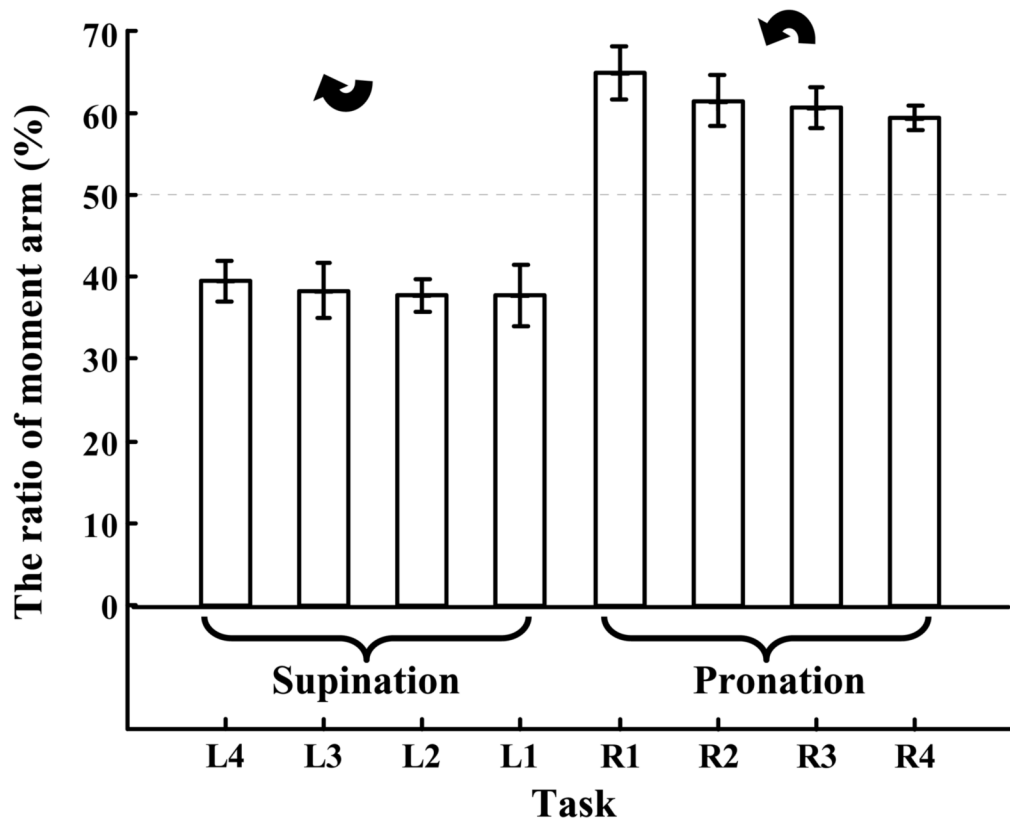 The ratio of moment arm (%)
70
60
50
40
30
20
10
0
Supination Pronation
L4 L3 L2 L1 R1 R2 R3 R4
Task